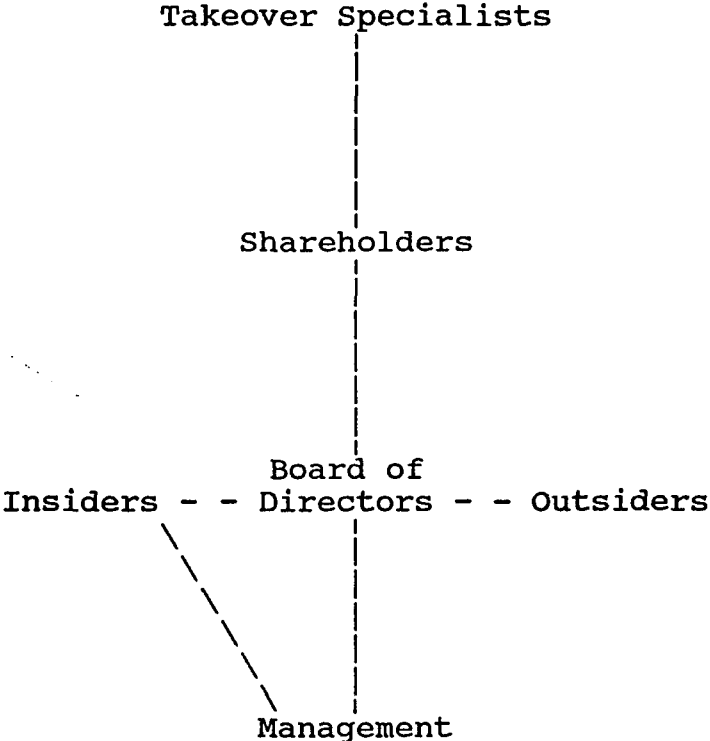 Takeover Specialists
Shareholders
Board of
Insiders - - Directors - - Outsiders
Management